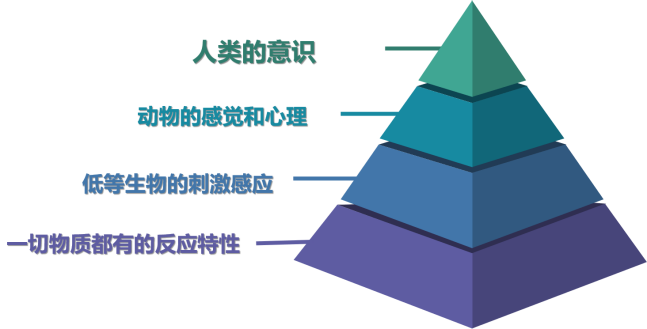 人类的意识
动物的感觉和心理
低等生物的刺激感应
一切物质都有的反应特性